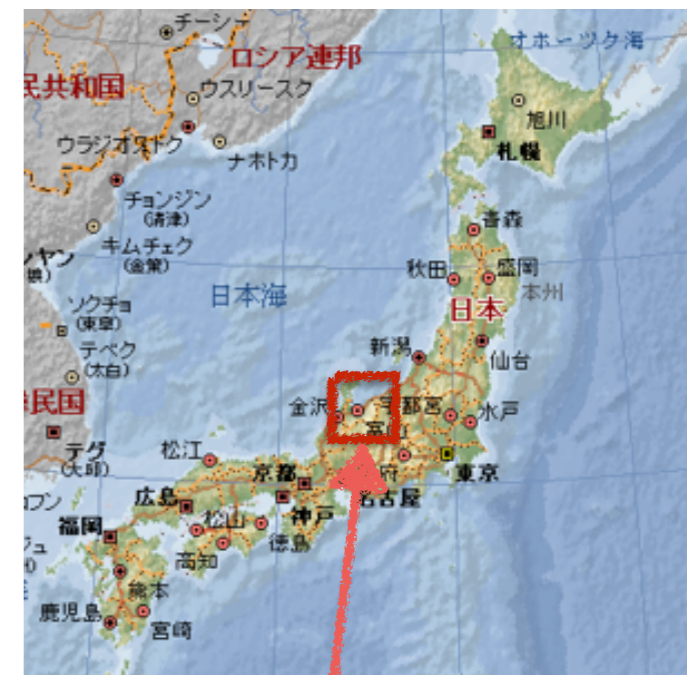 チーシー
ロシア連邦
オホーツク海
民共和国
ウスリースク
旭川
ウラジオストク
ナホトカ
札幌
チョンジン
(清津)
青森
キムチェク
(金策)
ヤン
秋田
盛岡
日本海
本州
ソクチョ
(束草)
日本
新潟
仙台
テベク
(太白)
民国
金沢
宇都宮
水戸
富山
松江
テグ
(大邱)
京都
府
東京
広島
名古屋
福岡
松山
神戸
徳島
高知
熊本
鹿児島
宮崎